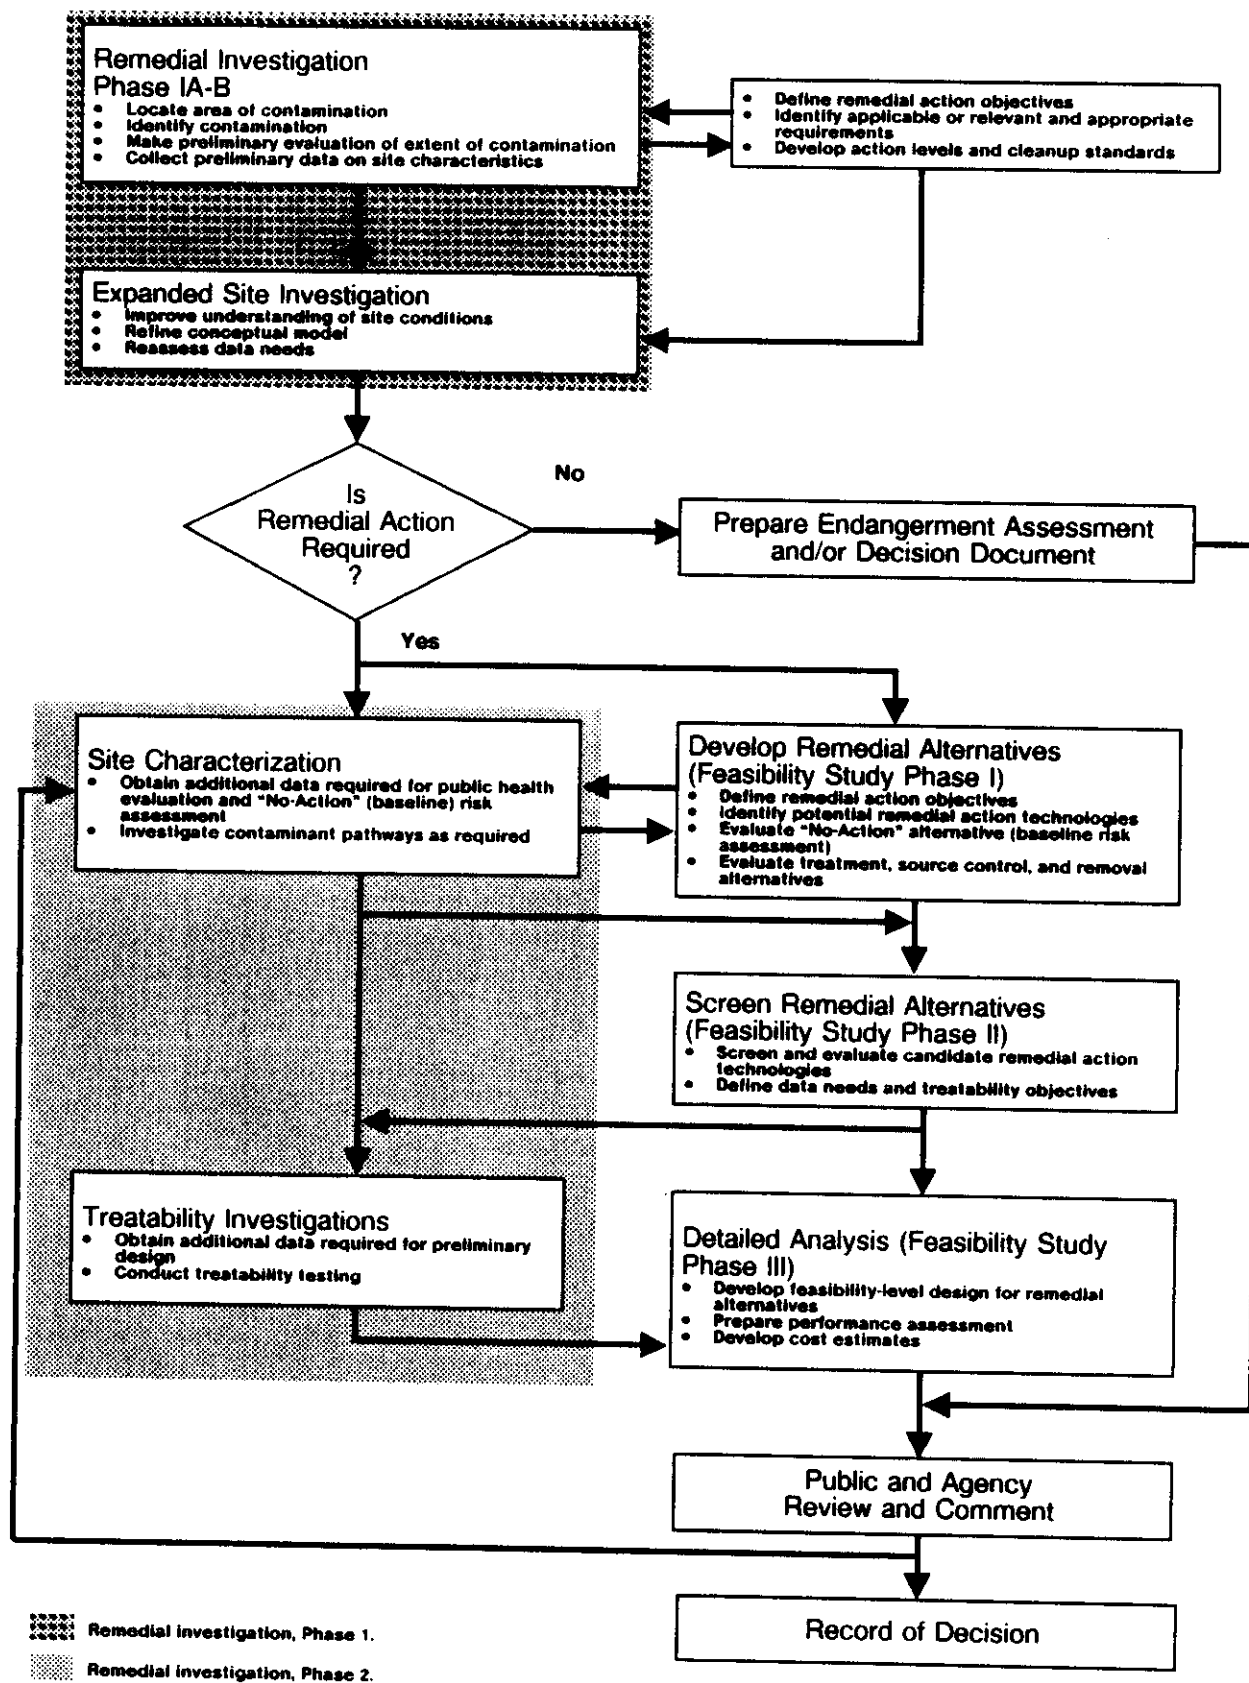 Remedial Investigation
Phase IA-B
• Locate area of contamination
• Identify contamination
• Make preliminary evaluation of extent of contamination
• Collect preliminary data on site characteristics
• Define remedial action objectives
• Identify applicable or relevant and appropriate
requirements
• Develop action levels and cleanup standards
Expanded Site Investigation
• Improve understanding of site conditions
• Refine conceptual model
• Reassess data needs
Is
Remedial Action
Required
?
No
Prepare Endangerment Assessment
and/or Decision Document
Yes
Site Characterization
• Obtain additional data required for public health
evaluation and "No-Action" (baseline) risk
assessment
• Investigate contaminant pathways as required
Develop Remedial Alternatives
(Feasibility Study Phase I)
• Define remedial action objectives
• Identify potential remedial action technologies
• Evaluate "No-Action" alternative (baseline risk
assessment)
• Evaluate treatment, source control, and removal
alternatives
Screen Remedial Alternatives
(Feasibility Study Phase II)
• Screen and evaluate candidate remedial action
technologies
• Define data needs and treatability objectives
Treatability Investigations
• Obtain additional data required for preliminary
design
• Conduct treatability testing
Detailed Analysis (Feasibility Study
Phase III)
• Develop feasibility-level design for remedial
alternatives
• Prepare performance assessment
• Develop cost estimates
Public and Agency
Review and Comment
Record of Decision
Remedial investigation, Phase 1.
Remedial investigation, Phase 2.